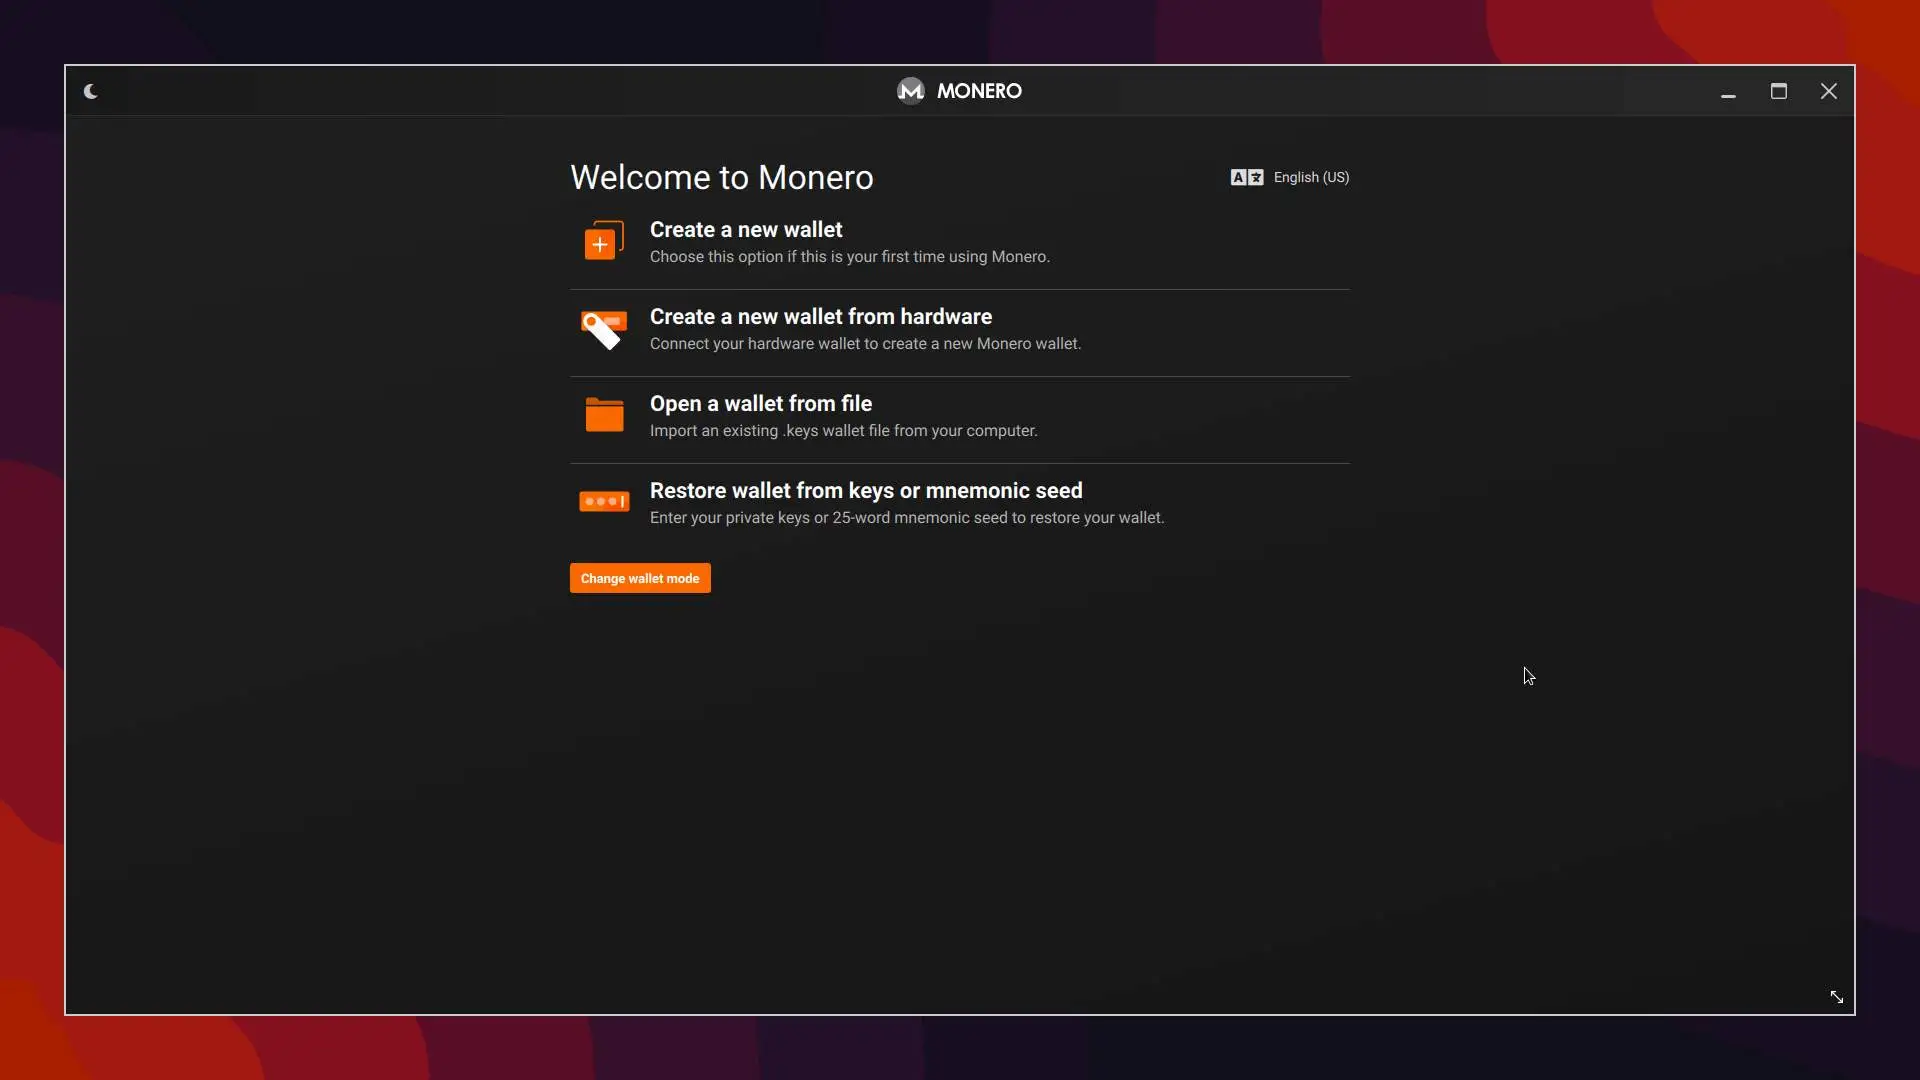 MONERO
Welcome to Monero
English (US)
Create a new wallet
Choose this option if this is your first time using Monero.
Create a new wallet from hardware
Connect your hardware wallet to create a new Monero wallet.
Open a wallet from file
Import an existing .keys wallet file from your computer.
Restore wallet from keys or mnemonic seed
Enter your private keys or 25-word mnemonic seed to restore your wallet.
Change wallet mode